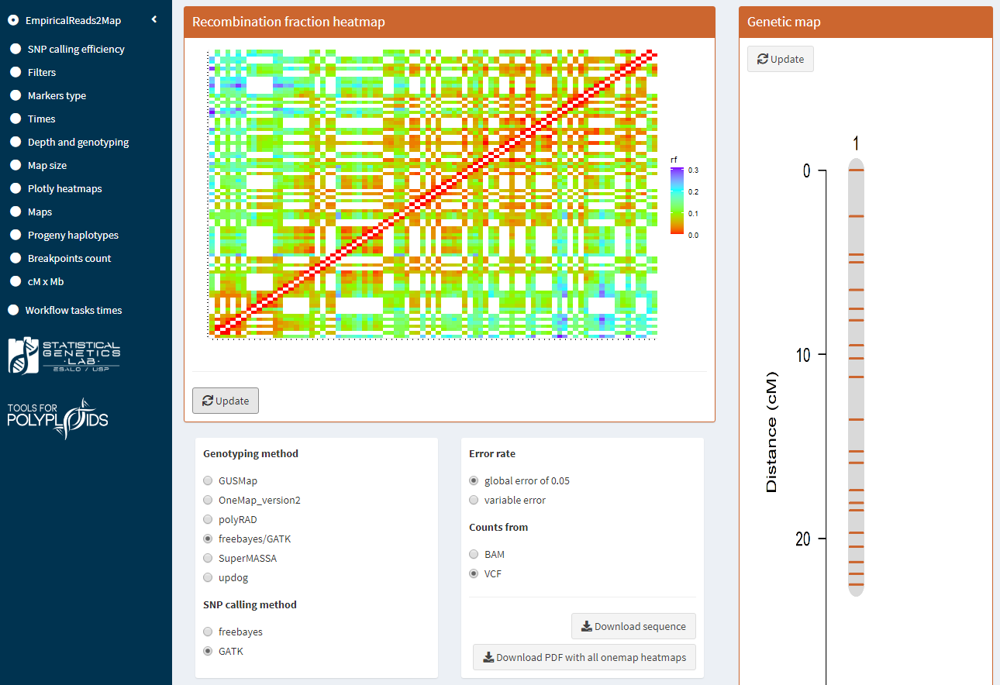 EmpiricalReads2Map
SNP calling efficiency
Filters
Markers type
Times
Depth and genotyping
Map size
Plotly heatmaps
Maps
Progeny haplotypes
Breakpoints count
cM x Mb
Workflow tasks times
STATISTICAL
GENETICS
·LAB·
ESALQ / USP
TOOLS FOR
POLYPLOIDS
Recombination fraction heatmap
rf
0.3
0.2
0.1
0.0
Update
Genotyping method
GUSMap
OneMap_version2
polyRAD
freebayes/GATK
SuperMASSA
updog
SNP calling method
freebayes
GATK
Error rate
global error of 0.05
variable error
Counts from
BAM
VCF
Download sequence
Download PDF with all onemap heatmaps
Genetic map
Update
1
0
10
20
Distance (cM)